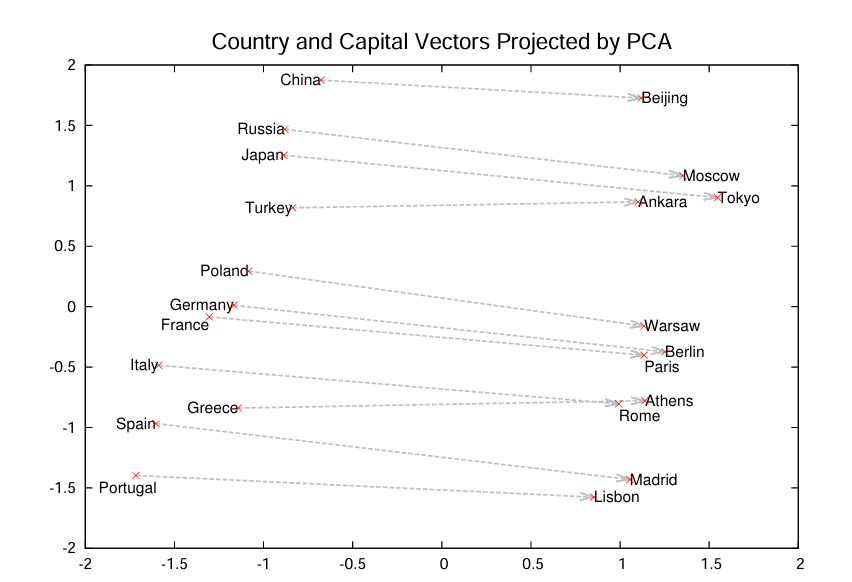 Country and Capital Vectors Projected by PCA
2
China
Beijing
1.5
Russia
Japan
Moscow
1
Tokyo
Turkey
Ankara
0.5
Poland
0
Germany
France
Warsaw
Berlin
-0.5
Italy
Paris
Greece
Athens
Rome
-1
Spain
Madrid
-1.5
Portugal
Lisbon
-2
-2 -1.5 -1 -0.5 0 0.5 1 1.5 2